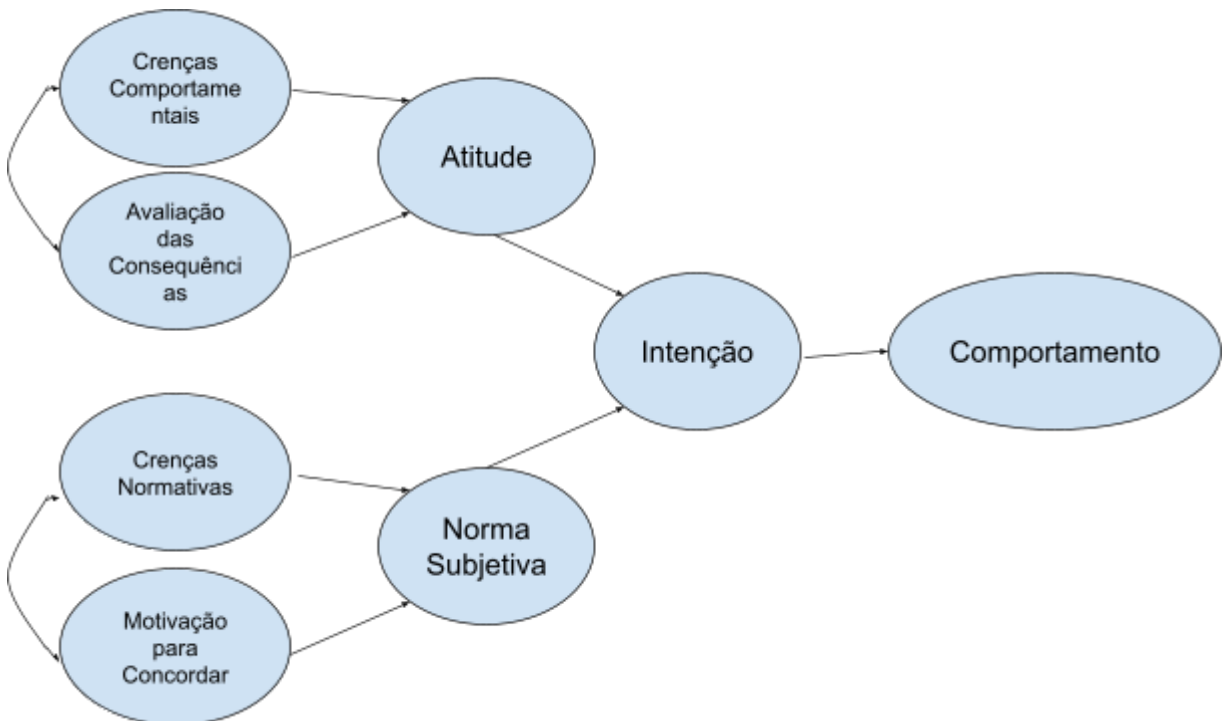 Crenças
Comportame
ntais
Avaliação
das
Consequênci
as
Atitude
Intenção
Comportamento
Crenças
Normativas
Motivação
para
Concordar
Norma
Subjetiva